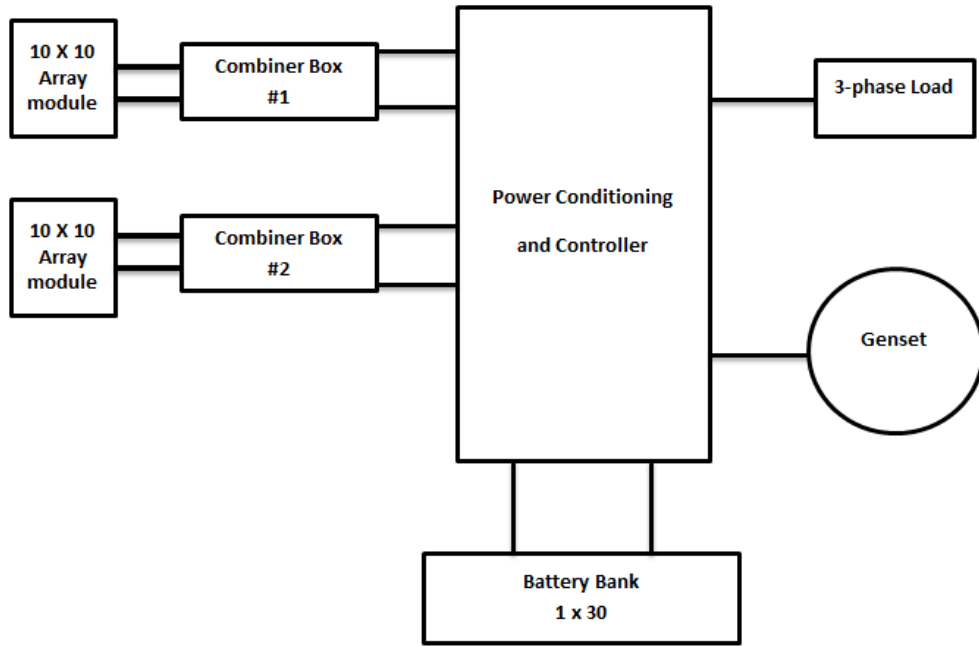 10 X 10
Array
module
Combiner Box
#1
10 X 10
Array
module
Combiner Box
#2
Power Conditioning
and Controller
3-phase Load
Genset
Battery Bank
1 x 30